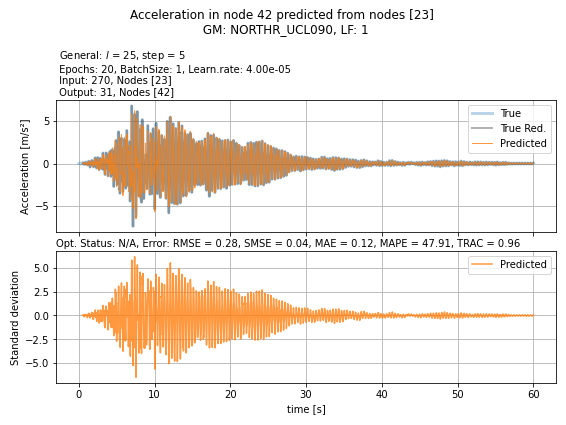 Acceleration in node 42 predicted from nodes [23]
GM: NORTHR_UCL090, LF: 1
General: l = 25, step = 5
Epochs: 20, BatchSize: 1, Learn.rate: 4.00e-05
Input: 270, Nodes [23]
Output: 31, Nodes [42]
True
True Red.
Predicted
5
0
−5
Acceleration [m/s²]
Opt. Status: N/A, Error: RMSE = 0.28, SMSE = 0.04, MAE = 0.12, MAPE = 47.91, TRAC = 0.96
Predicted
5.0
2.5
0.0
−2.5
−5.0
Standard deviation
0 10 20 30 40 50 60
time [s]